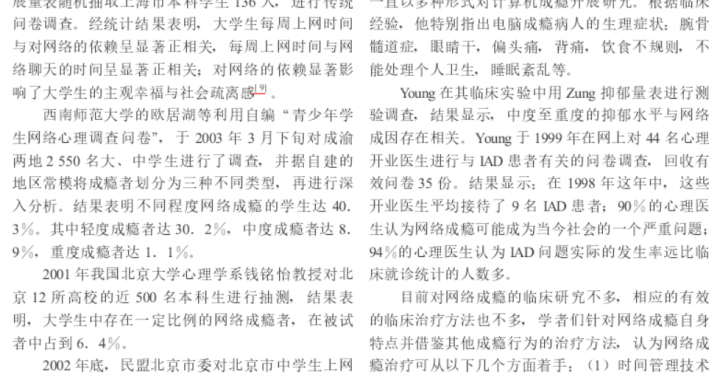 展量表随机抽取上海市本科学生 136 人，进行传统
问卷调查。经统计结果表明，大学生每周上网时间
与对网络的依赖呈显著正相关，每周上网时间与网
络聊天的时间呈显著正相关；对网络的依赖显著影
响了大学生的主观幸福与社会疏离感[9]。
西南师范大学的欧居湖等利用自编“青少年学
生网络心理调查问卷”，于 2003 年 3 月下旬对成渝
两地 2 550 名大、中学生进行了调查，并据自建的
地区常模将成瘾者划分为三种不同类型，再进行深
入分析。结果表明不同程度网络成瘾的学生达 40.
3%。其中轻度成瘾者达 30. 2%，中度成瘾者达 8.
9%，重度成瘾者达 1. 1%。
2001 年我国北京大学心理学系钱铭怡教授对北
京 12 所高校的近 500 名本科生进行抽测，结果表
明，大学生中存在一定比例的网络成瘾者，在被试
者中占到 6. 4%。
2002 年底，民盟北京市委对北京市中学生上网
直以多种形式对计算机成瘾开展研究。根据临床
经验，他特别指出电脑成瘾病人的生理症状；腕骨
髓道症，眼睛干，偏头痛，背痛，饮食不规则，不
能处理个人卫生，睡眠紊乱等。
Young 在其临床实验中用 Zung 抑郁量表进行测
验调查，结果显示，中度至重度的抑郁水平与网络
成因存在相关。Young 于 1999 年在网上对 44 名心理
开业医生进行与 IAD 患者有关的问卷调查，回收有
效问卷 35 份。结果显示；在 1998 年这年中，这些
开业医生平均接待了 9 名 IAD 患者；90%的心理医
生认为网络成瘾可能成为当今社会的一个严重问题；
94%的心理医生认为 IAD 问题实际的发生率远比临
床就诊统计的人数多。
目前对网络成瘾的临床研究不多，相应的有效
的临床治疗方法也不多，学者们针对网络成瘾自身
特点并借鉴其他成瘾行为的治疗方法，认为网络成
瘾治疗可从以下几个方面着手；（1）时间管理技术